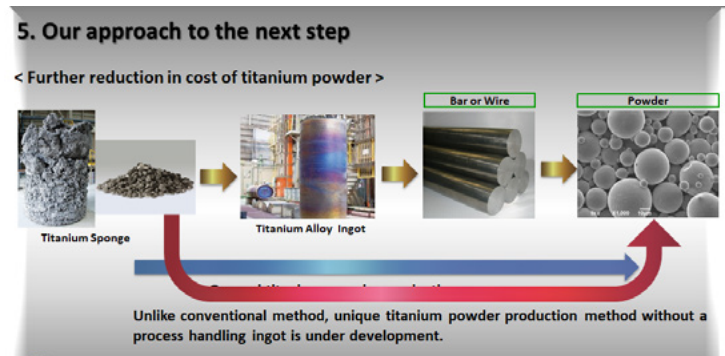 5. Our approach to the next step
< Further reduction in cost of titanium powder >
Bar or Wire
Powder
Titanium Sponge
Titanium Alloy Ingot
Unlike conventional method, unique titanium powder production method without a
process handling ingot is under development.